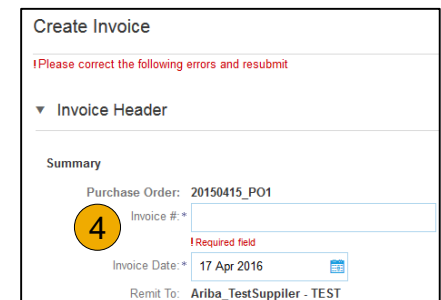 Create Invoice
!Please correct the following errors and resubmit
▼ Invoice Header
Summary
Purchase Order: 20150415_PO1
4
Invoice #:*
! Required field
Invoice Date:* 17 Apr 2016
Remit To: Ariba_TestSuppiler - TEST